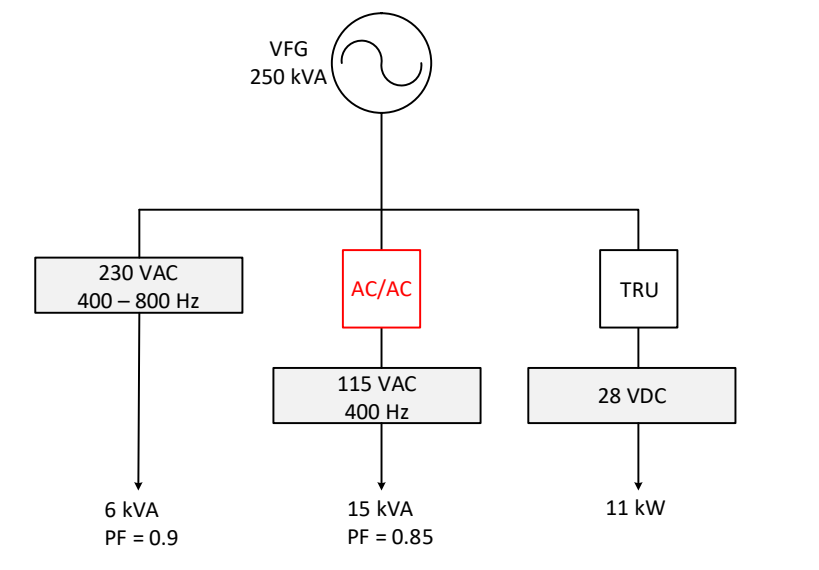 VFG
250 kVA
230 VAC
400 – 800 Hz
AC/AC
TRU
115 VAC
400 Hz
28 VDC
6 kVA
PF = 0.9
15 kVA
PF = 0.85
11 kW